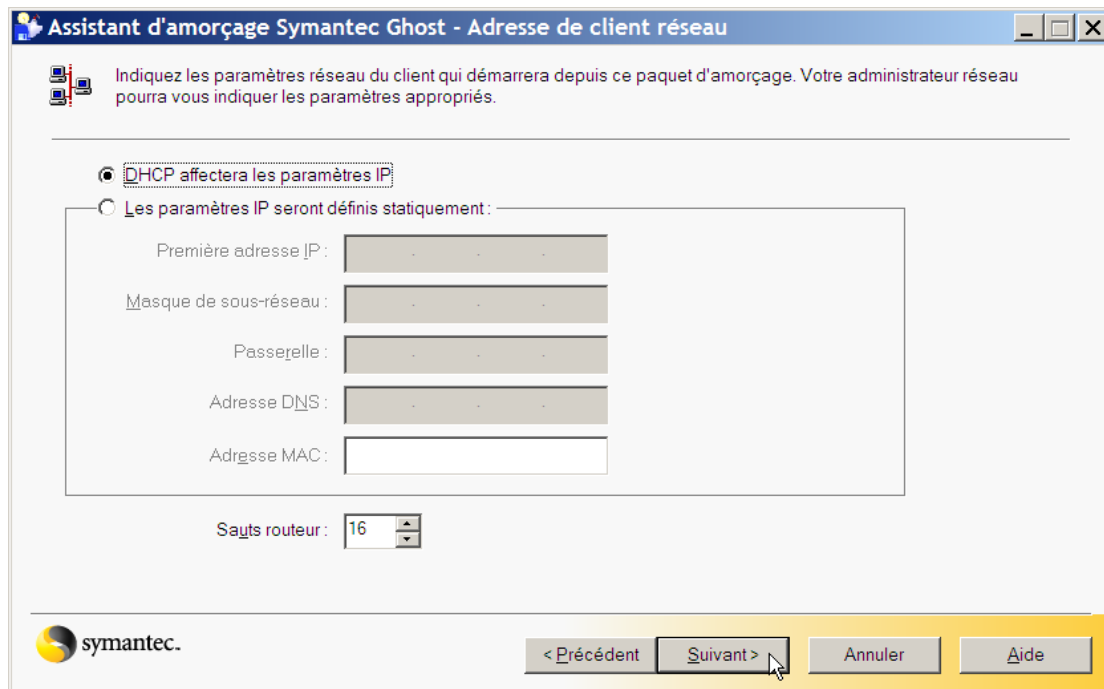 Assistant d'amorçage Symantec Ghost - Adresse de client réseau
Indiquez les paramètres réseau du client qui démarrera depuis ce paquet d'amorçage. Votre administrateur réseau
pourra vous indiquer les paramètres appropriés.
DHCP affectera les paramètres IP
Les paramètres IP seront définis statiquement :
Première adresse IP :
Masque de sous-réseau :
Passerelle :
Adresse DNS :
Adresse MAC :
Sauts routeur : 16
symantec.
< Précédent Suivant > Annuler Aide